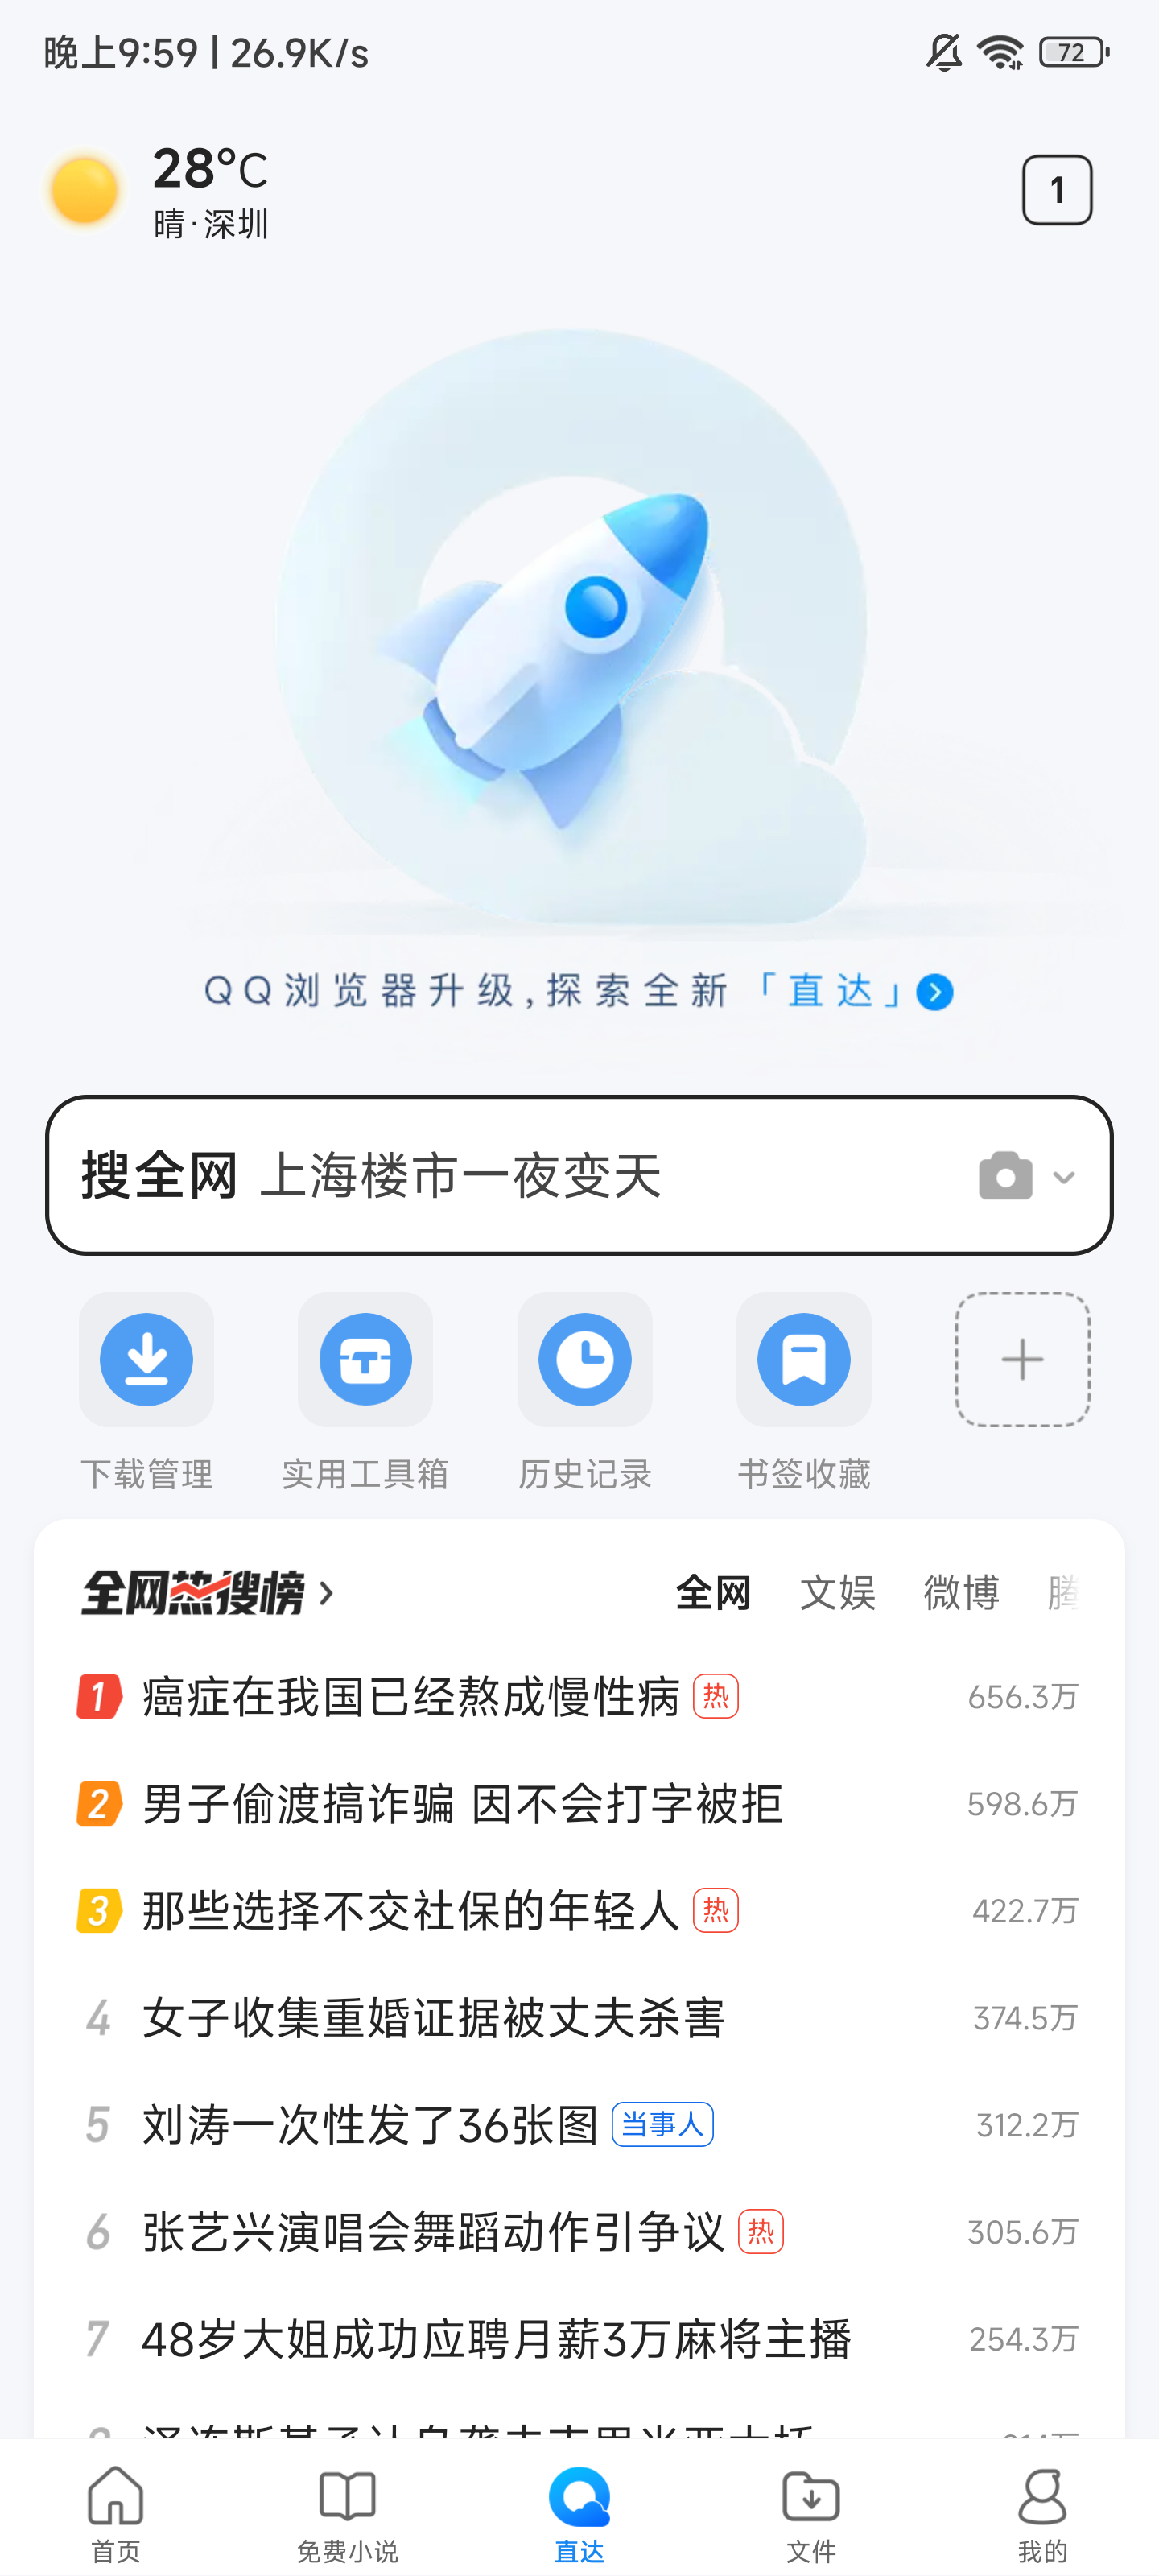 晚上9:59 | 26.9K/s
72
28°C
晴·深圳
1
QQ浏览器升级,探索全新「直达」
搜全网 上海楼市一夜变天
下载管理 实用工具箱 历史记录 书签收藏
全网热搜榜 全网 文娱 微博
1 癌症在我国已经熬成慢性病 热 656.3万
2 男子偷渡搞诈骗 因不会打字被拒 598.6万
3 那些选择不交社保的年轻人 热 422.7万
4 女子收集重婚证据被丈夫杀害 374.5万
5 刘涛一次性发了36张图 当事人 312.2万
6 张艺兴演唱会舞蹈动作引争议 热 305.6万
7 48岁大姐成功应聘月薪3万麻将主播 254.3万
首页 免费小说 直达 文件 我的